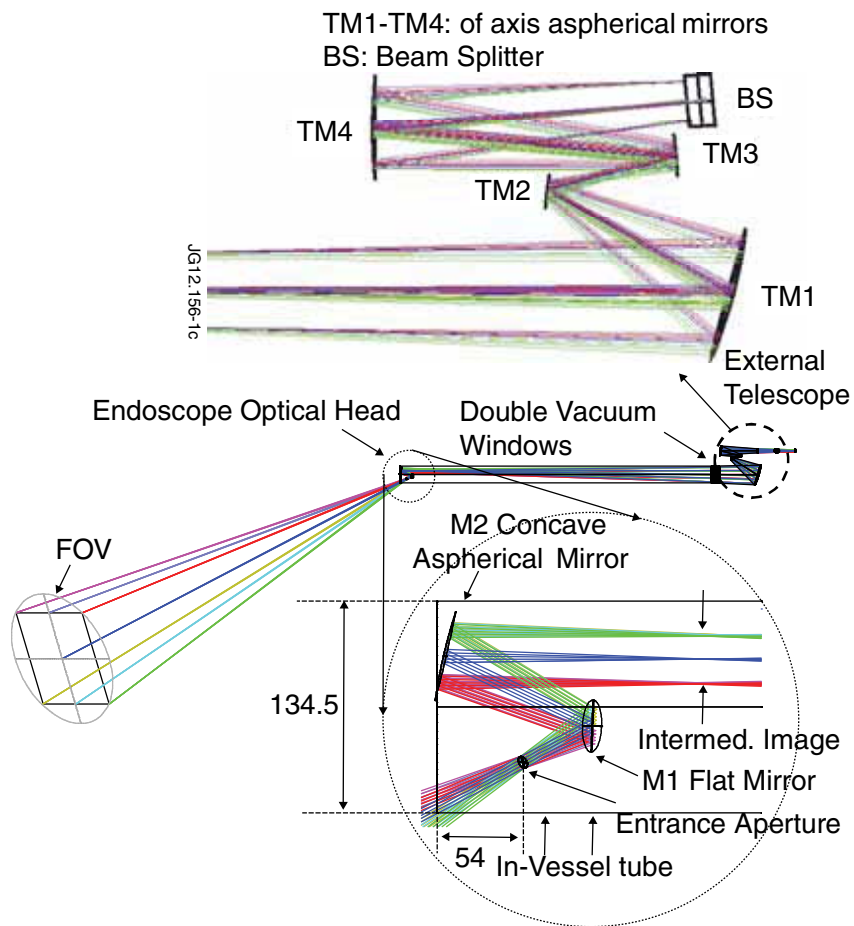 TM1-TM4: of axis aspherical mirrors
BS: Beam Splitter
BS
TM4
TM3
TM2
JG12.156-1c
TM1
External
Telescope
Endoscope Optical Head
Double Vacuum
Windows
M2 Concave
Aspherical Mirror
FOV
134.5
Intermed. Image
M1 Flat Mirror
Entrance Aperture
54
In-Vessel tube